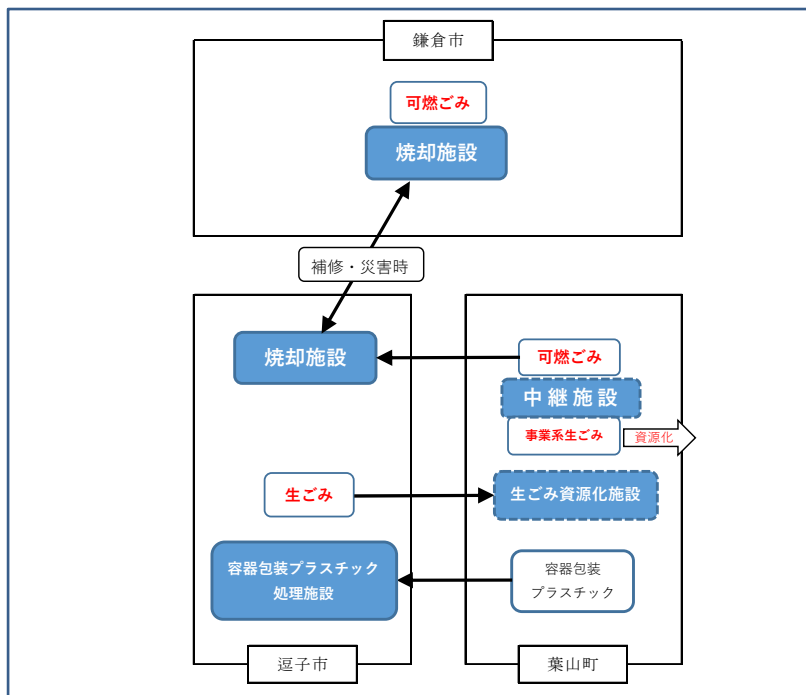 鎌倉市
可燃ごみ
焼却施設
補修・災害時
焼却施設
可燃ごみ
中継施設
事業系生ごみ
資源化
生ごみ
生ごみ資源化施設
容器包装プラスチック
処理施設
容器包装
プラスチック
逗子市
葉山町